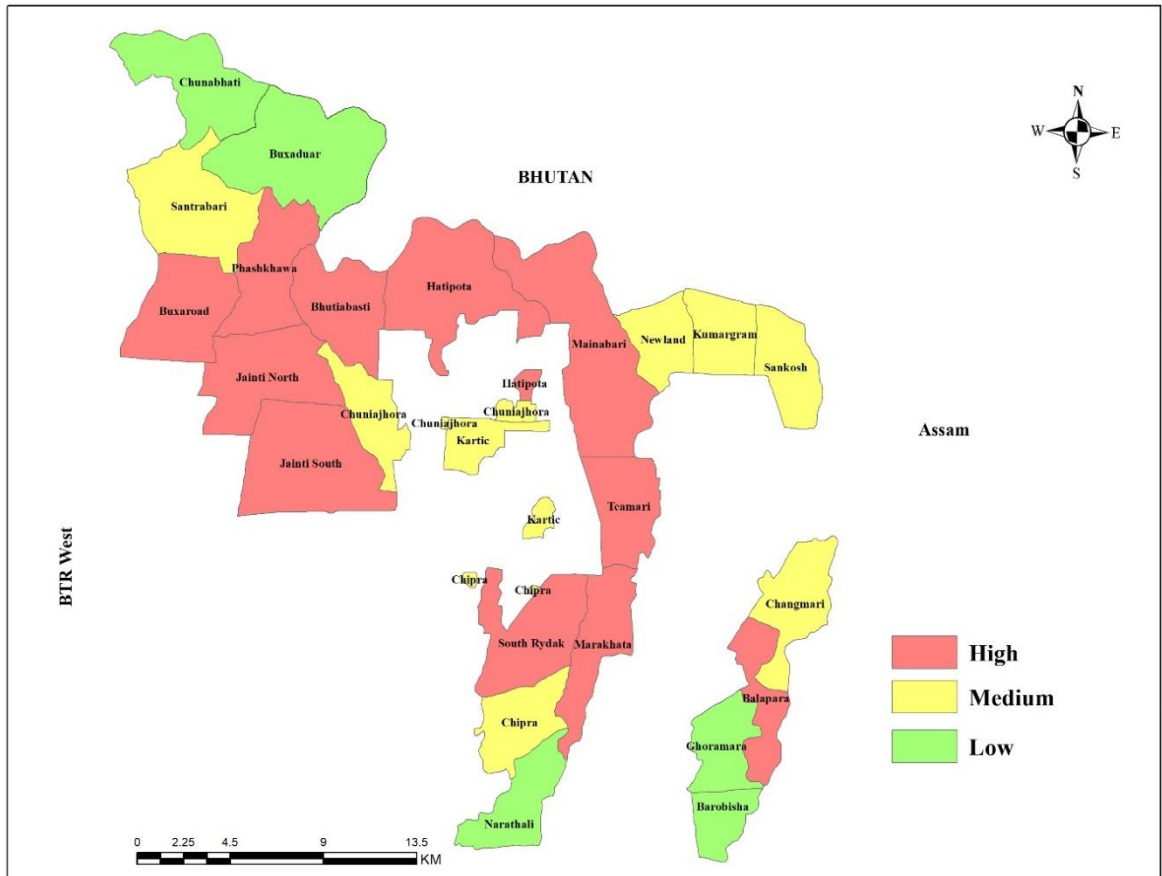 Chunabhati
N
W
E
S
Buxaduar
BHUTAN
Santrabari
Phashkhawa
Hatipota
Bhutiabasti
Buxaroad
Mainabari
Newland
Kumargram
Sankosh
Jainti North
Hatipota
Chuniajhora
Chuniajhora
Chuniajhora
Kartic
Assam
Jainti South
Teamari
Kartic
BTR West
Chipra
Chipra
Changmari
South Rydak
Marakhata
High
Balapara
Medium
Chipra
Ghoramara
Low
Barobisha
Narathali
0 2.25 4.5 9 13.5
KM